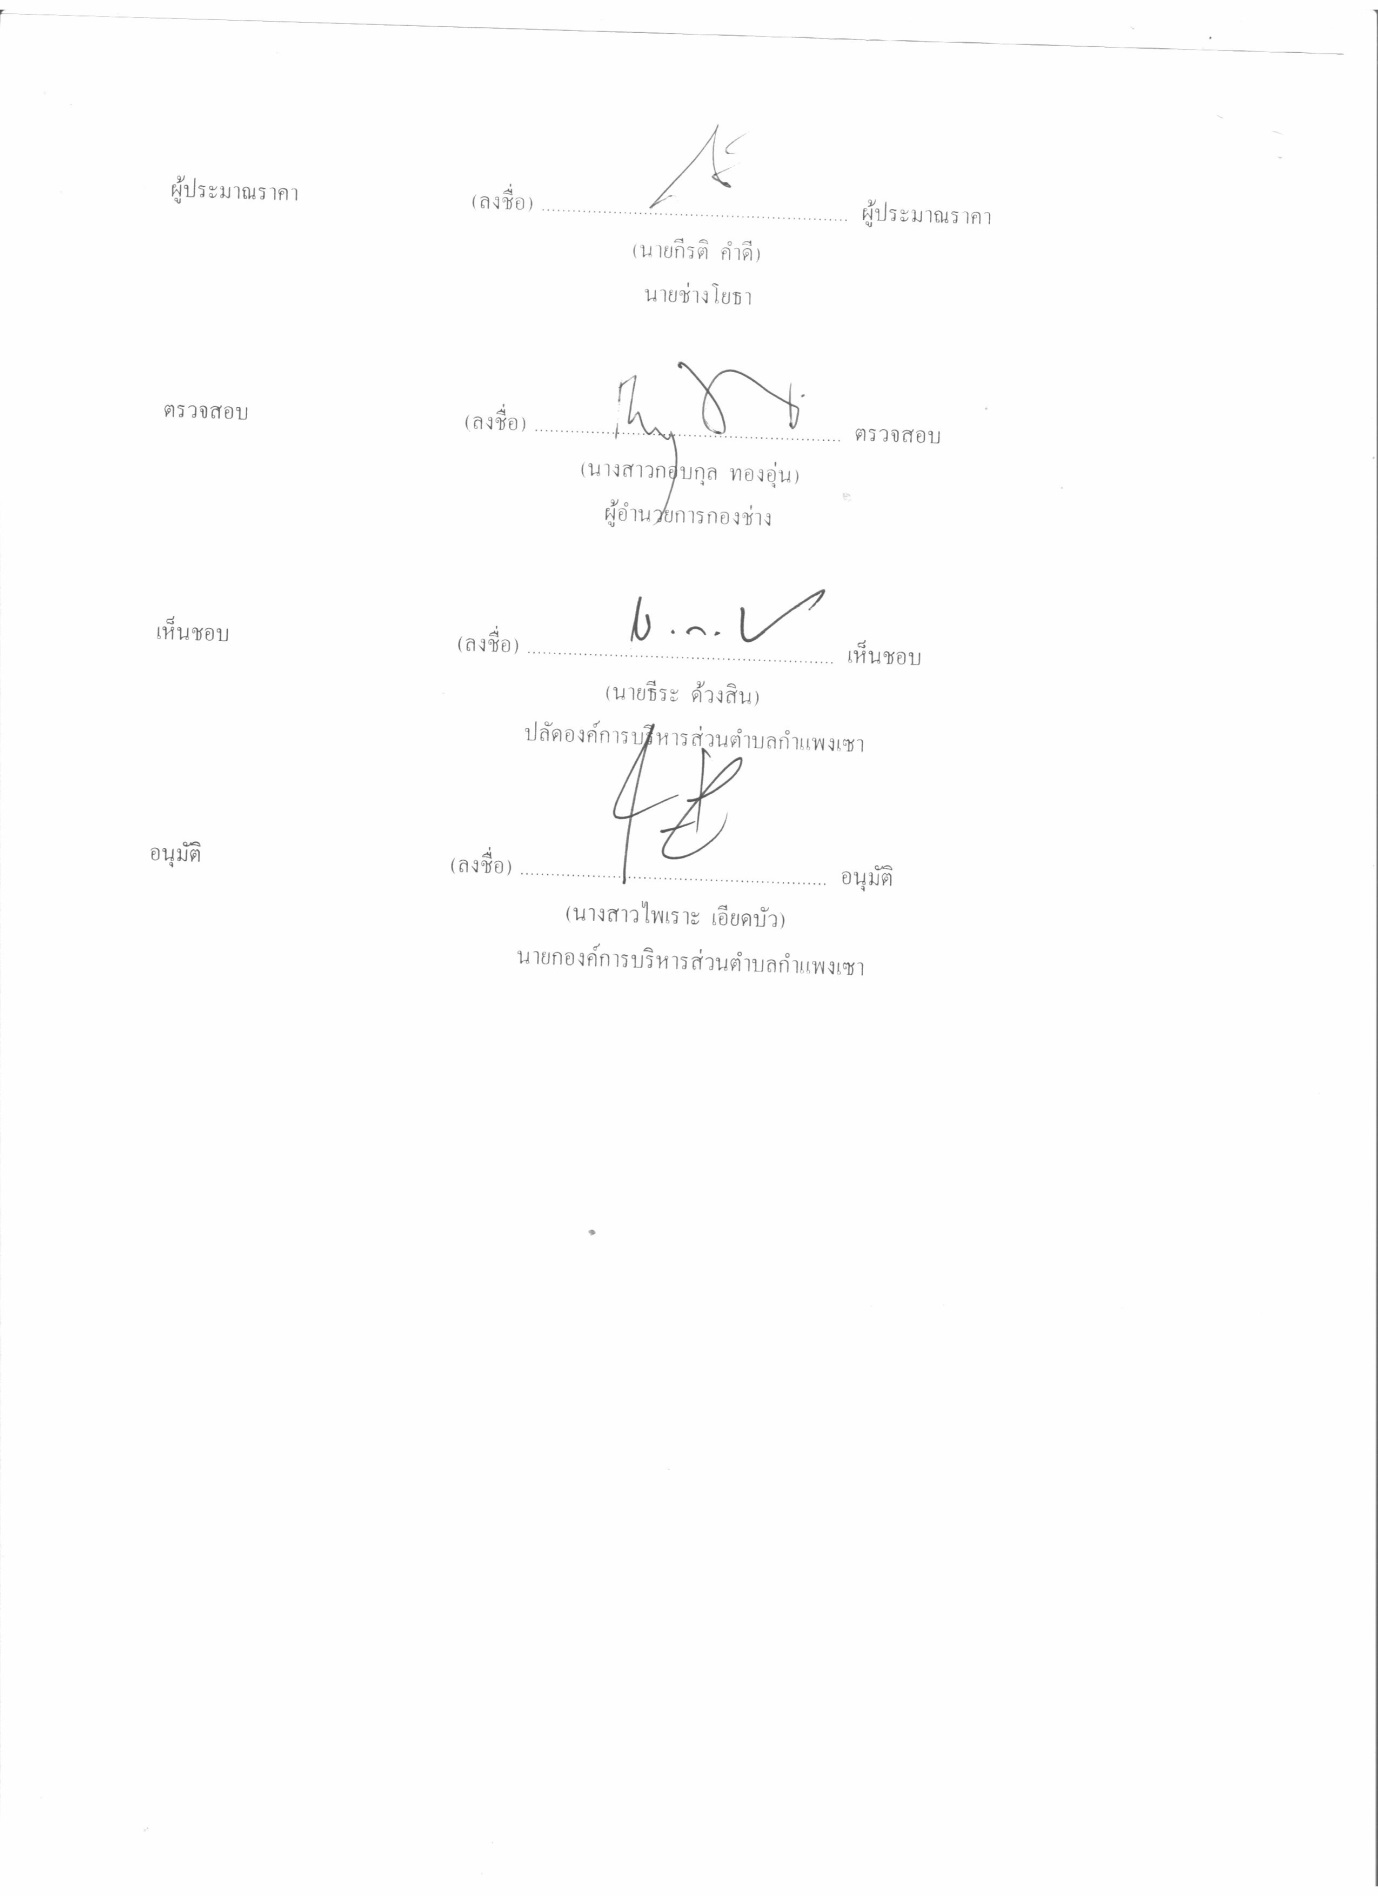 ผู้ประมาณราคา (ลงชื่อ) ........................................ ผู้ประมาณราคา
(นายกีรติ คำดี)
นายช่างโยธา
ตรวจสอบ (ลงชื่อ) ........................................ ตรวจสอบ
(นางสาวกอบกุล ทองอุ่น)
ผู้อำนวยการกองช่าง
เห็นชอบ (ลงชื่อ) ........................................ เห็นชอบ
(นายธีระ ด้วงสิน)
ปลัดองค์การบริหารส่วนตำบลกำแพงเซา
อนุมัติ (ลงชื่อ) ........................................ อนุมัติ
(นางสาวไพเราะ เอียดบัว)
นายกองค์การบริหารส่วนตำบลกำแพงเซา